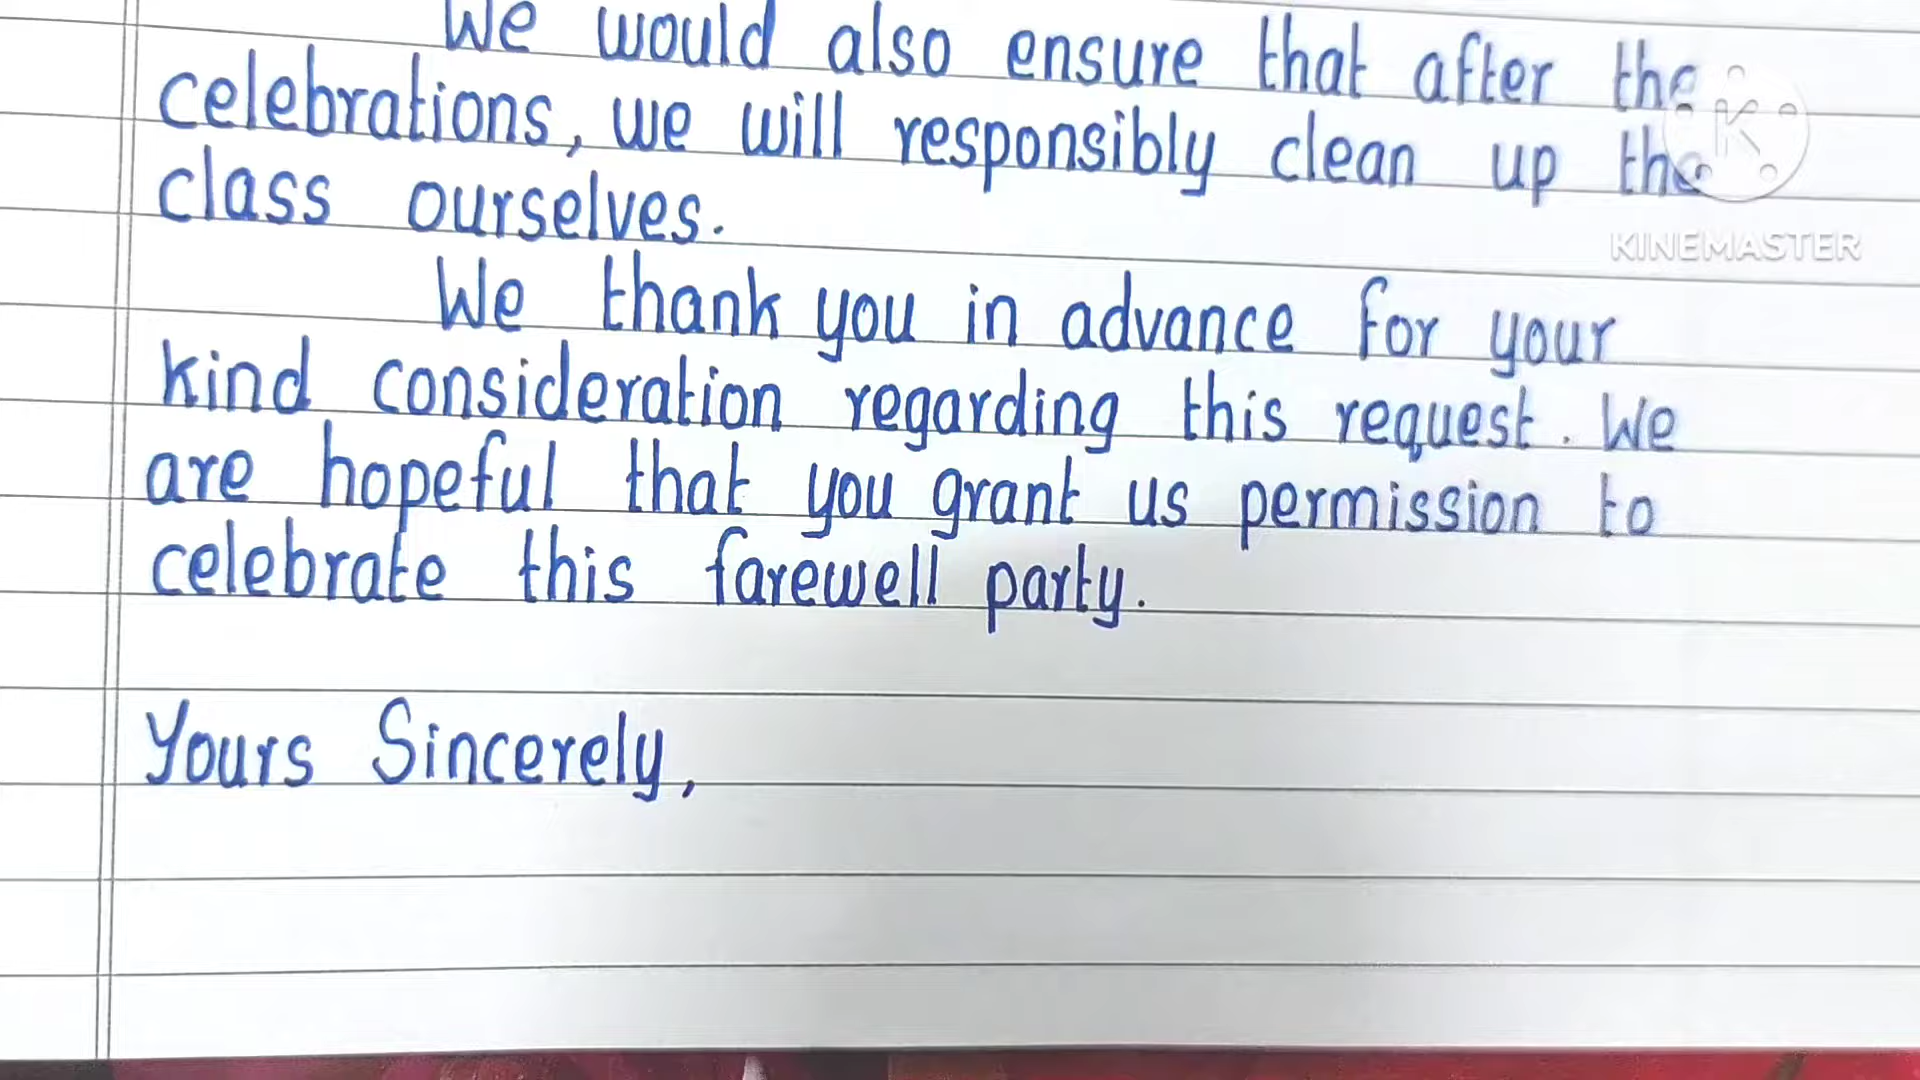 We would also ensure that after the
celebrations, we will responsibly clean up the
class ourselves.
KINEMASTER
We thank you in advance for your
kind consideration regarding this request. We
are hopeful that you grant us permission to
celebrate this farewell party.
Yours Sincerely,